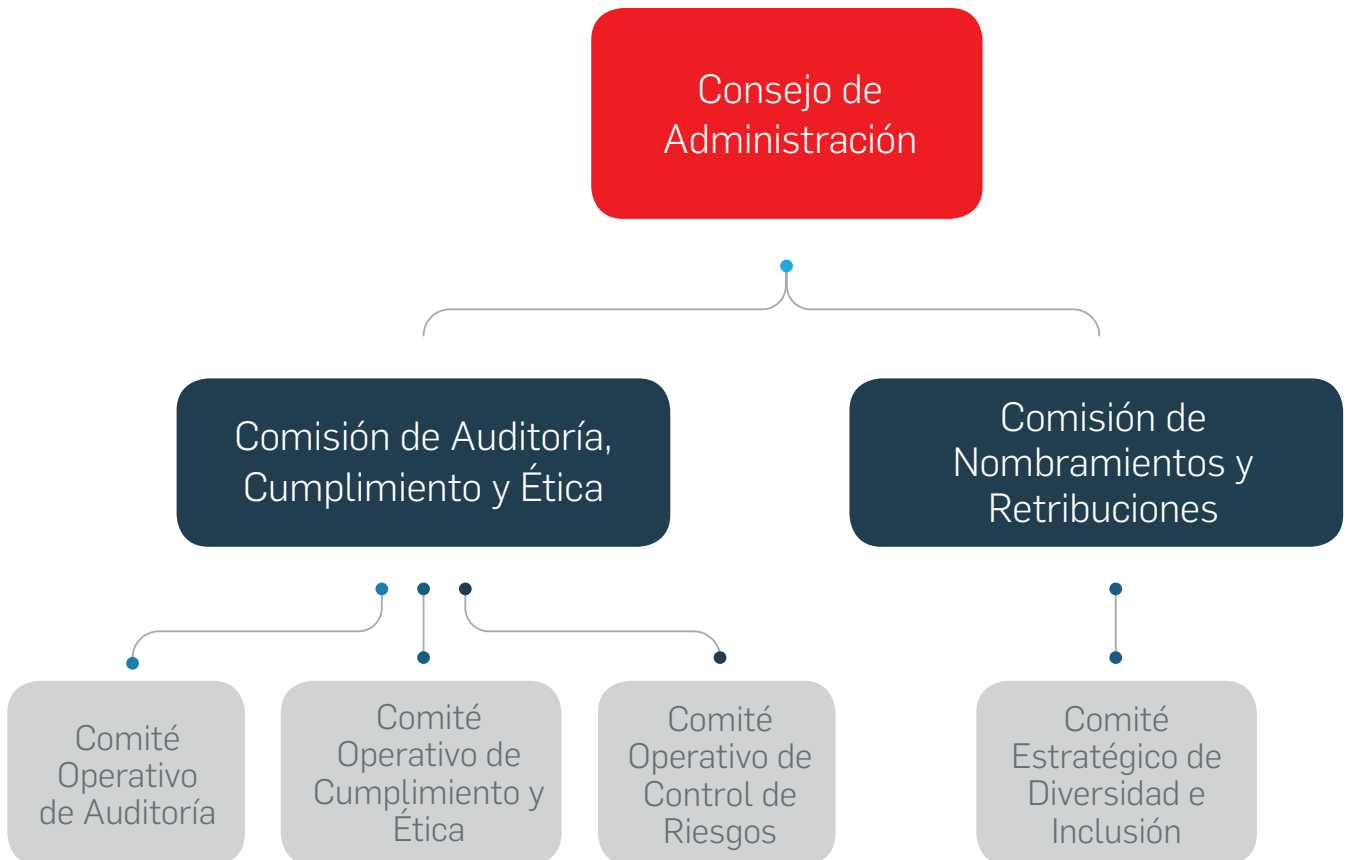 Consejo de
Administración
Comisión de Auditoría,
Cumplimiento y Ética
Comisión de
Nombramientos y
Retribuciones
Comité
Operativo
de Auditoría
Comité
Operativo de
Cumplimiento y
Ética
Comité
Operativo de
Control de
Riesgos
Comité
Estratégico de
Diversidad e
Inclusión